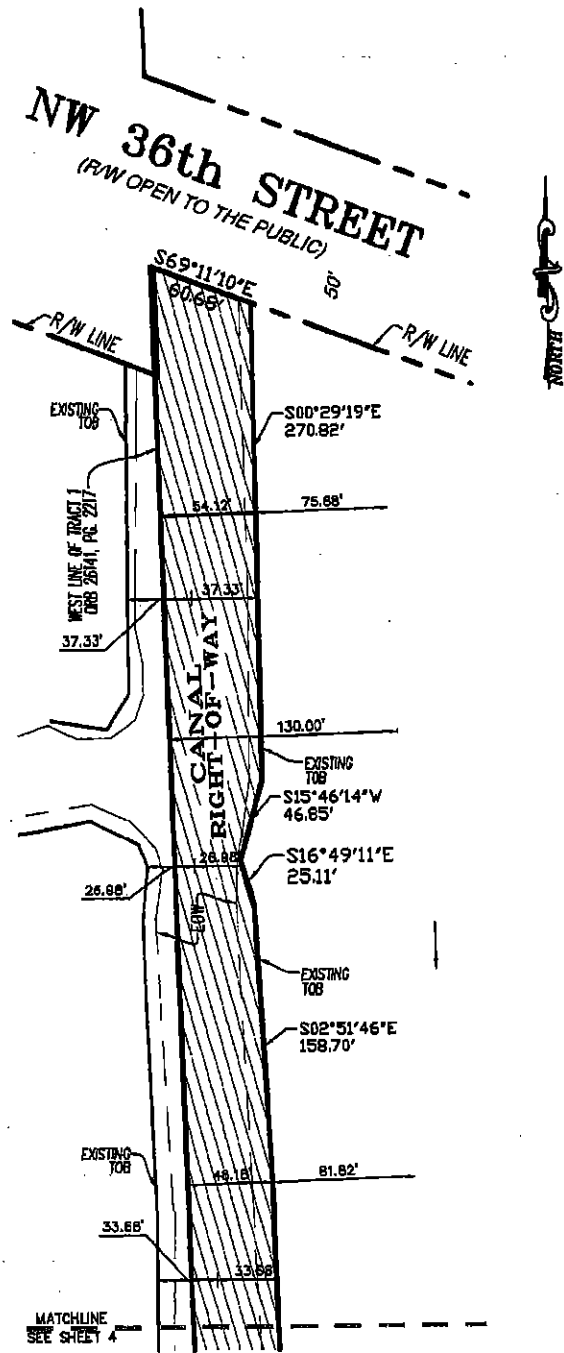 NW 36th STREET
(R/W OPEN TO THE PUBLIC)
50'
NORTH
S69°11'10"E
60.65'
R/W LINE
R/W LINE
EXISTING
TOB
S00°29'19"E
270.82'
WEST LINE OF TRACT 1
ORB 26141, PG. 2217
54.12'
75.88'
37.33'
37.33'
CANAL
RIGHT-OF-WAY
130.00'
EXISTING
TOB
S15°46'14"W
46.85'
S16°49'11"E
25.11'
26.88'
26.88'
EOW
EXISTING
TOB
S02°51'46"E
158.70'
EXISTING
TOB
48.18'
81.82'
33.68'
33.68'
MATCHLINE
SEE SHEET 4